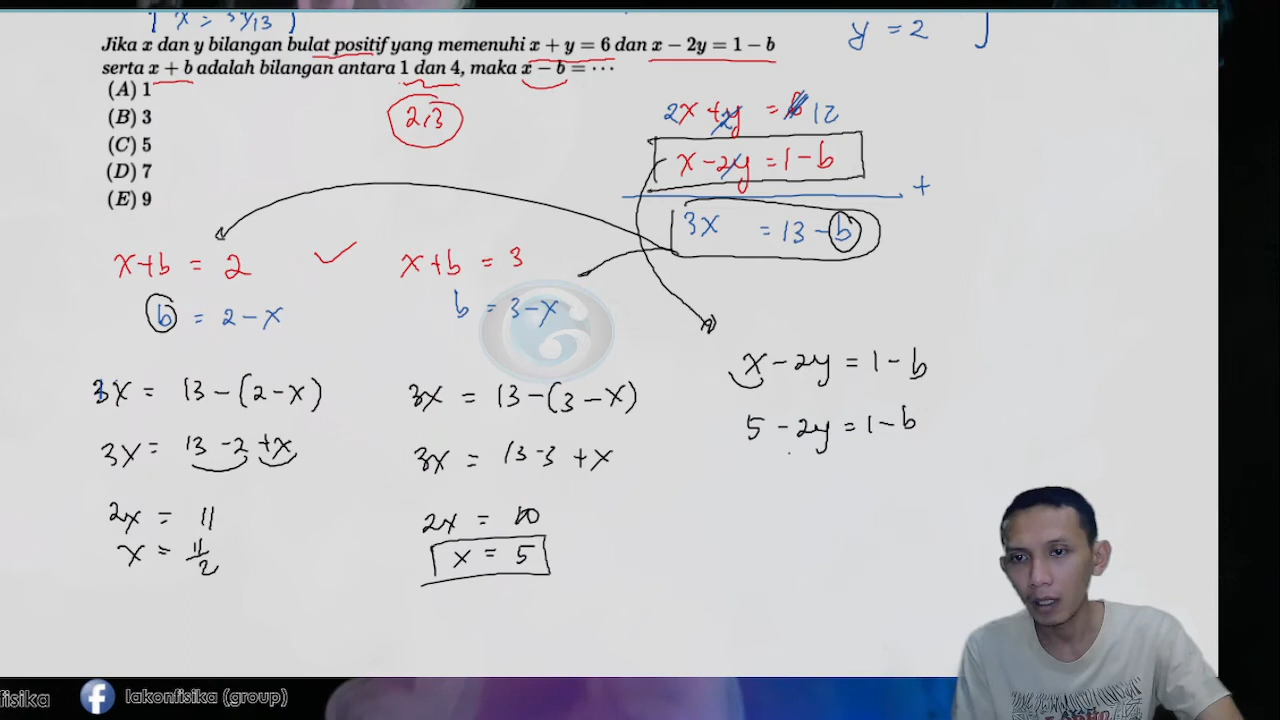 y = 2
Jika x dan y bilangan bulat positif yang memenuhi x + y = 6 dan x − 2y = 1 − b
serta x + b adalah bilangan antara 1 dan 4, maka x − b = ⋯
(A) 1
(B) 3
(C) 5
(D) 7
(E) 9
2,3
2x + 2y = 12
x − 2y = 1 − b
+
3x = 13 − b
x + b = 2 ✓
b = 2 − x
3x = 13 − (2 − x)
3x = 13 − 2 + x
2x = 11
x = 11/2
x + b = 3
b = 3 − x
3x = 13 − (3 − x)
3x = 13 − 3 + x
2x = 10
x = 5
x − 2y = 1 − b
5 − 2y = 1 − b
fisika
lakonfisika (group)